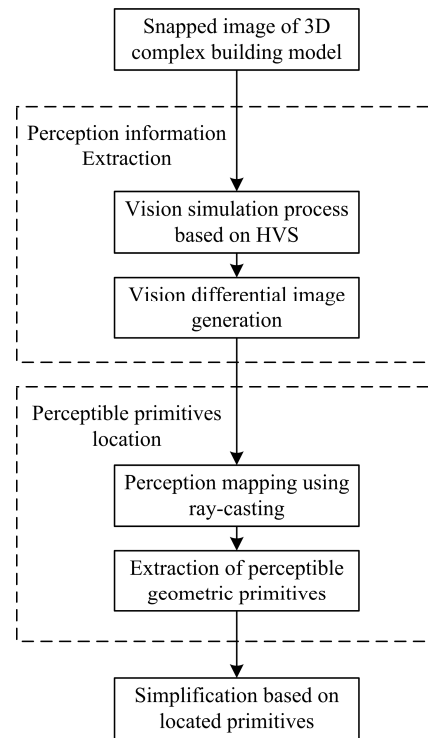 Snapped image of 3D
complex building model
Perception information
Extraction
Vision simulation process
based on HVS
Vision differential image
generation
Perceptible primitives
location
Perception mapping using
ray-casting
Extraction of perceptible
geometric primitives
Simplification based on
located primitives